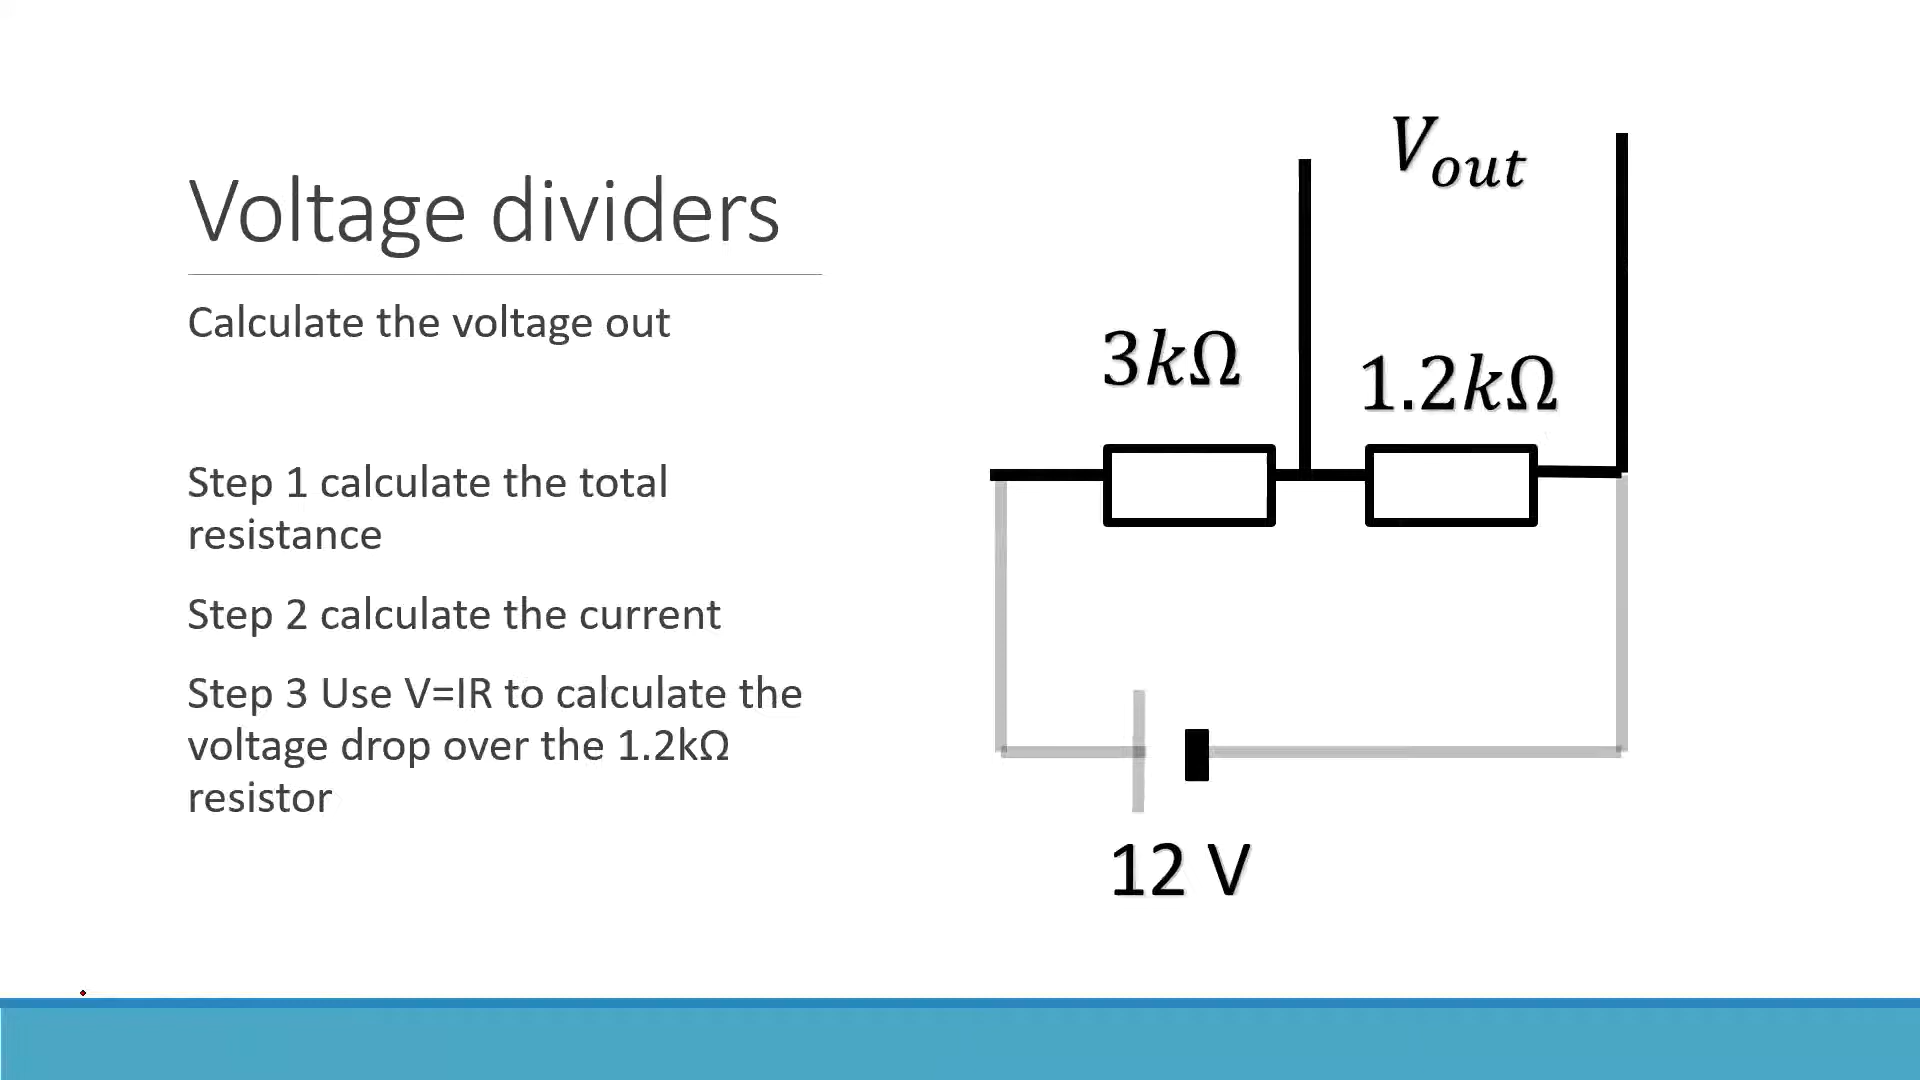 Voltage dividers
Calculate the voltage out
Step 1 calculate the total
resistance
Step 2 calculate the current
Step 3 Use V=IR to calculate the
voltage drop over the 1.2kΩ
resistor
V_out
3kΩ
1.2kΩ
12 V